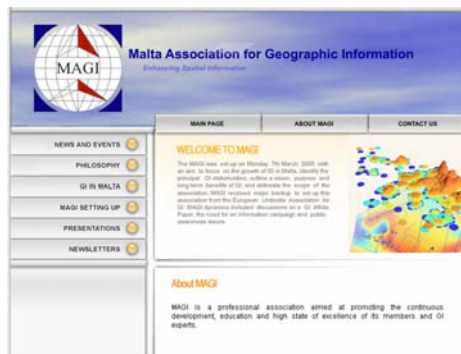 MAGI
Malta Association for Geographic Information
Enhancing Spatial Information
MAIN PAGE
ABOUT MAGI
CONTACT US
NEWS AND EVENTS
PHILOSOPHY
GI IN MALTA
MAGI SETTING UP
PRESENTATIONS
NEWSLETTERS
WELCOME TO MAGI
The MAGI was set-up on Monday 7th March 2005 with
an aim to focus on the growth of GI in Malta, identify the
principal GI stakeholders, outline a vision, purpose and
long-term benefits of GI, and delineate the scope of the
association. MAGI received major backup to set up this
association from the European Umbrella Association for
GI. MAGI dynamics included discussions on a GI White
Paper, the need for an information campaign and public
awareness issues.
About MAGI
MAGI is a professional association aimed at promoting the continuous
development, education and high state of excellence of its members and GI
experts.